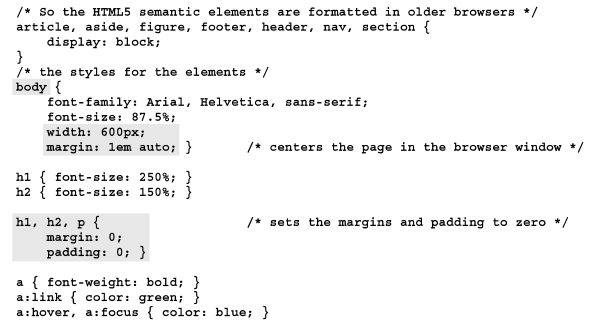 /* So the HTML5 semantic elements are formatted in older browsers */
article, aside, figure, footer, header, nav, section {
    display: block;
}
/* the styles for the elements */
body {
    font-family: Arial, Helvetica, sans-serif;
    font-size: 87.5%;
    width: 600px;
    margin: 1em auto; }       /* centers the page in the browser window */

h1 { font-size: 250%; }
h2 { font-size: 150%; }

h1, h2, p {                   /* sets the margins and padding to zero */
    margin: 0;
    padding: 0; }

a { font-weight: bold; }
a:link { color: green; }
a:hover, a:focus { color: blue; }